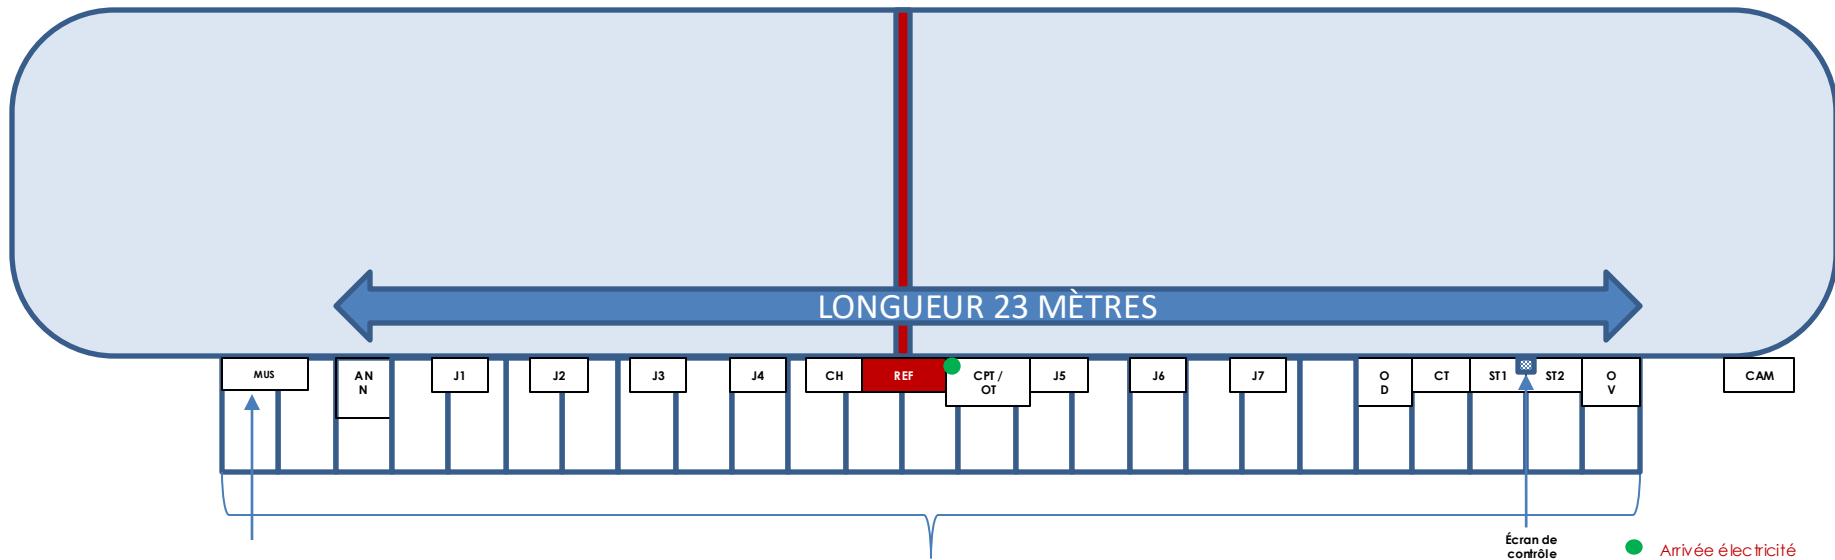 LONGUEUR 23 MÈTRES
MUS
AN
N
J1
J2
J3
J4
CH
REF
CPT /
OT
J5
J6
J7
O
D
CT
ST1
ST2
O
V
CAM
Écran de
contrôle
Arrivée électricité